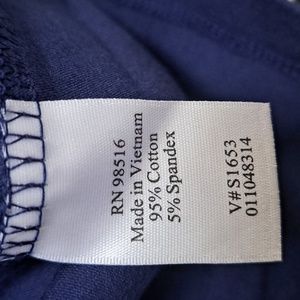 RN 98516
Made in Vietnam
95% Cotton
5% Spandex
V#S1653
011048314